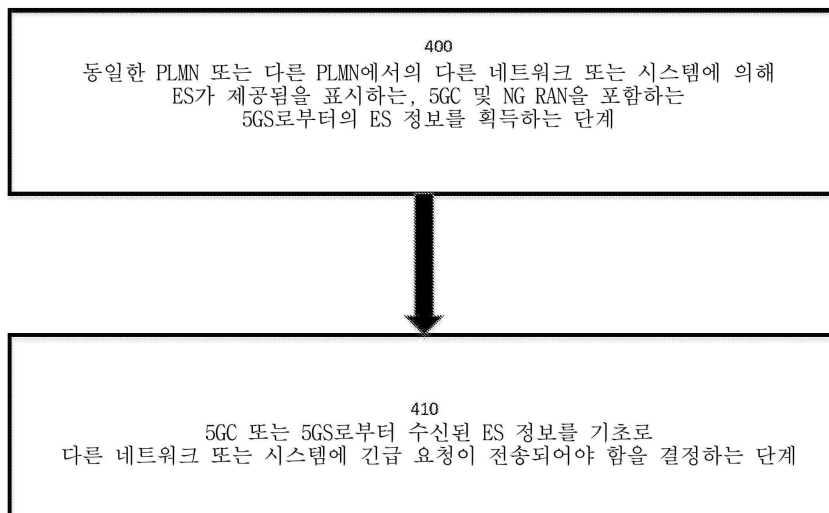 400
동일한 PLMN 또는 다른 PLMN에서의 다른 네트워크 또는 시스템에 의해
ES가 제공됨을 표시하는, 5GC 및 NG RAN을 포함하는
5GS로부터의 ES 정보를 획득하는 단계
410
5GC 또는 5GS로부터 수신된 ES 정보를 기초로
다른 네트워크 또는 시스템에 긴급 요청이 전송되어야 함을 결정하는 단계